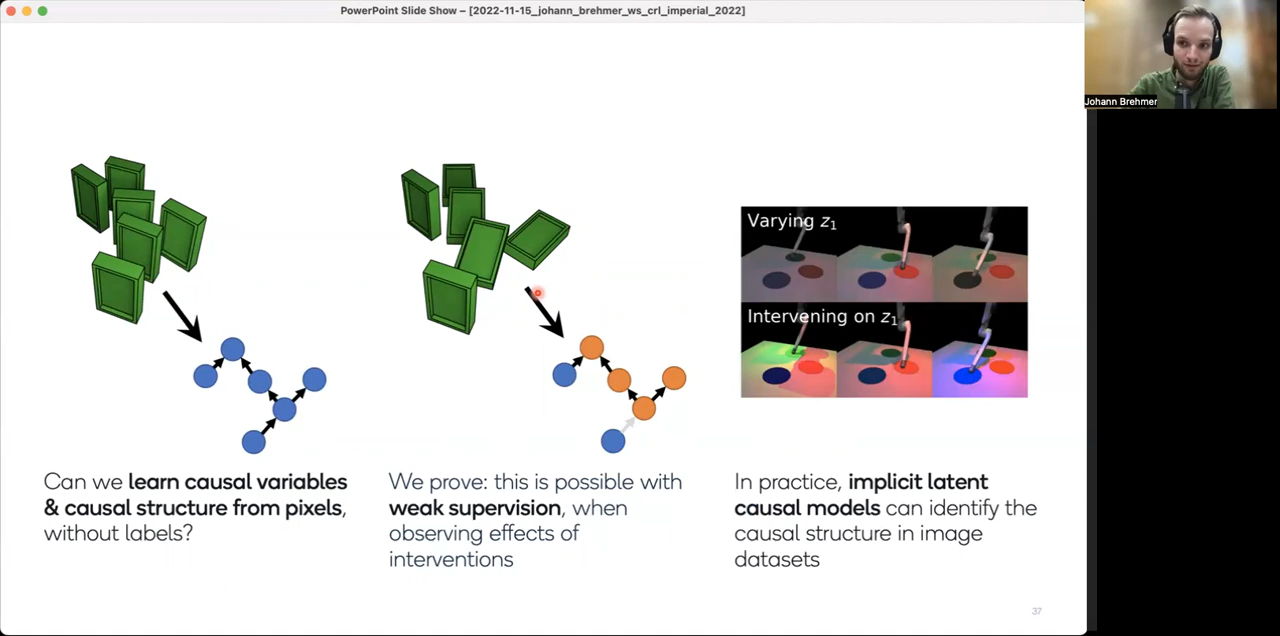 PowerPoint Slide Show – [2022-11-15_johann_brehmer_ws_crl_imperial_2022]
Johann Brehmer
Varying z₁
Intervening on z₁
Can we learn causal variables
& causal structure from pixels,
without labels?
We prove: this is possible with
weak supervision, when
observing effects of
interventions
In practice, implicit latent
causal models can identify the
causal structure in image
datasets
37